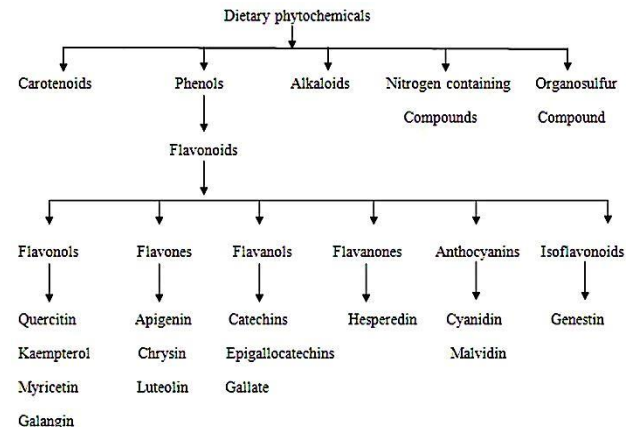 Dietary phytochemicals
Carotenoids Phenols Alkaloids Nitrogen containing Organosulfur
Compounds Compound
Flavonoids
Flavonols Flavones Flavanols Flavanones Anthocyanins Isoflavonoids
Quercitin Apigenin Catechins Hesperedin Cyanidin Genestin
Kaempterol Chrysin Epigallocatechins Malvidin
Myricetin Luteolin Gallate
Galangin